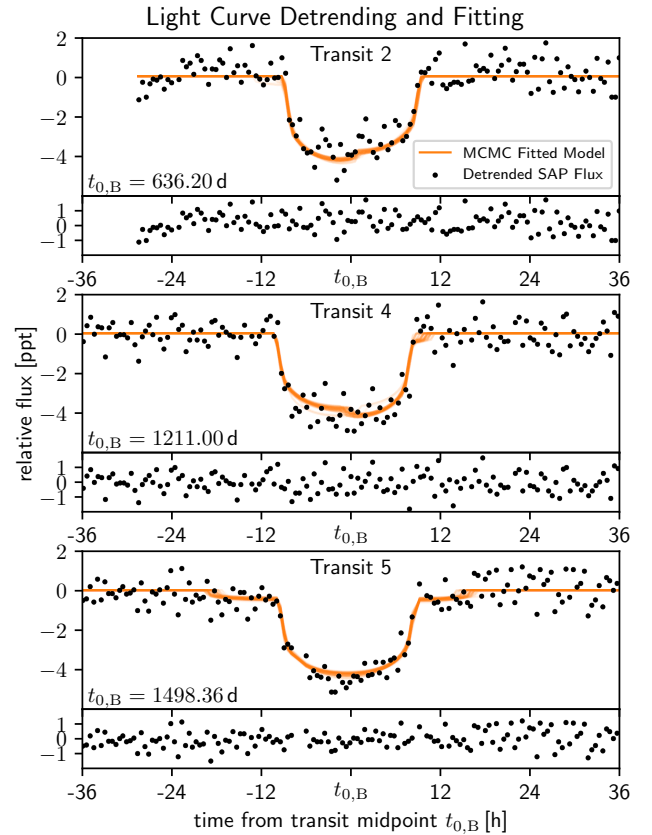 Light Curve Detrending and Fitting
2
0
−2
−4
Transit 2
MCMC Fitted Model
Detrended SAP Flux
t0,B = 636.20 d
1
0
−1
-36 -24 -12 t0,B 12 24 36
2
0
−2
−4
Transit 4
t0,B = 1211.00 d
relative flux [ppt]
1
0
−1
-36 -24 -12 t0,B 12 24 36
2
0
−2
−4
Transit 5
t0,B = 1498.36 d
1
0
−1
-36 -24 -12 t0,B 12 24 36
time from transit midpoint t0,B [h]